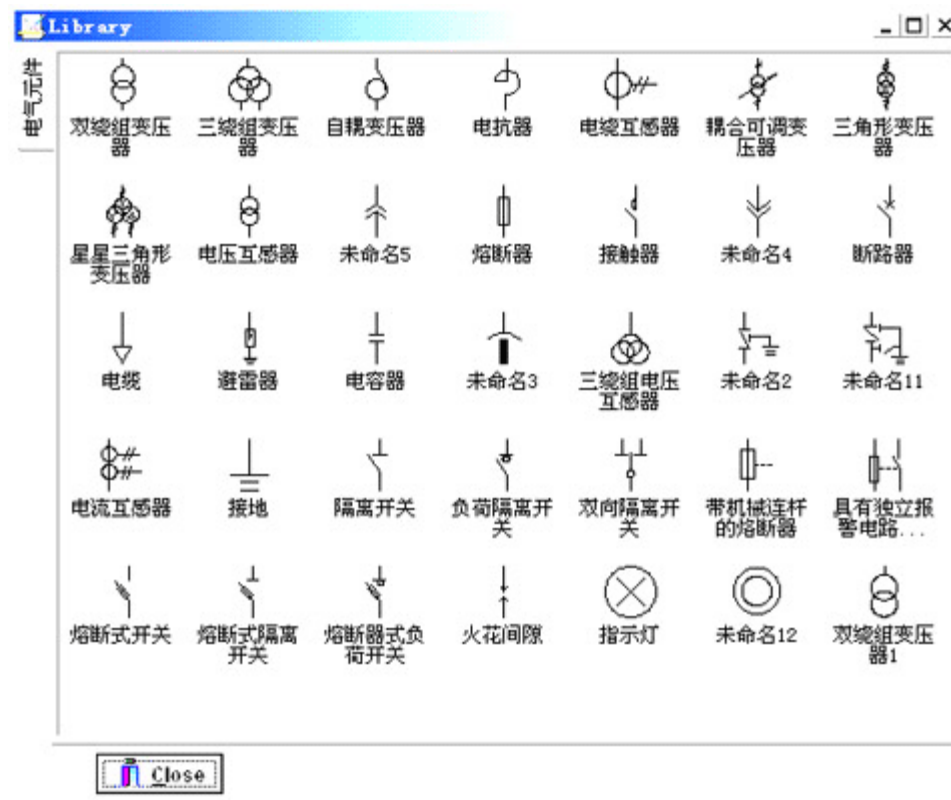 Library
电气元件
双绕组变压 三绕组变压 自耦变压器 电抗器 电绕互感器 耦合可调变 三角形变压
器 器 压器 器
星星三角形 电压互感器 未命名5 熔断器 接触器 未命名4 断路器
变压器
电缆 避雷器 电容器 未命名3 三绕组电压 未命名2 未命名11
互感器
电流互感器 接地 隔离开关 负荷隔离开 双向隔离开 带机械连杆 具有独立报
关 关 的熔断器 警电路...
熔断式开关 熔断式隔离 熔断器式负 火花间隙 指示灯 未命名12 双绕组变压
开关 荷开关 器1
Close